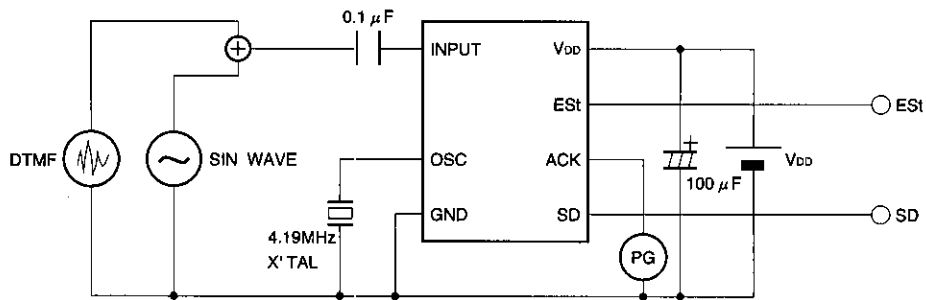 0.1 μF
INPUT
VDD
ESt
ESt
DTMF
SIN WAVE
OSC
ACK
100 μF
VDD
GND
SD
SD
4.19MHz
X' TAL
PG